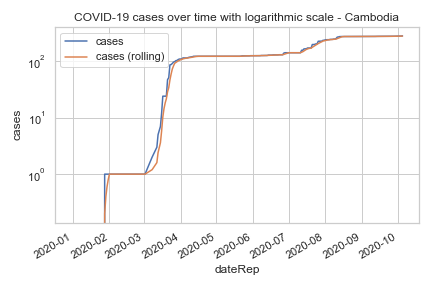 COVID-19 cases over time with logarithmic scale - Cambodia
cases
cases (rolling)
10²
10¹
10⁰
cases
2020-01
2020-02
2020-03
2020-04
2020-05
2020-06
2020-07
2020-08
2020-09
2020-10
dateRep